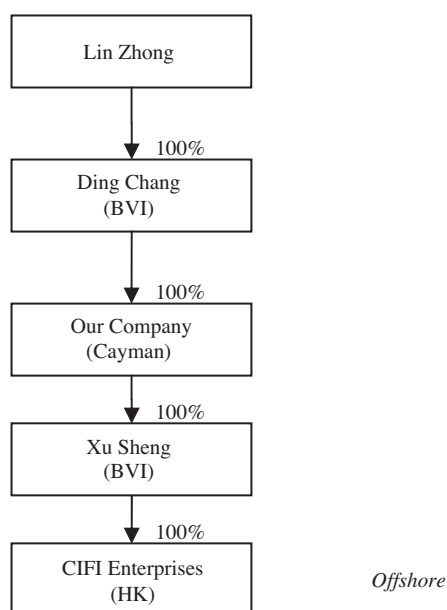 Lin Zhong
100%
Ding Chang
(BVI)
100%
Our Company
(Cayman)
100%
Xu Sheng
(BVI)
100%
CIFI Enterprises
(HK)
Offshore